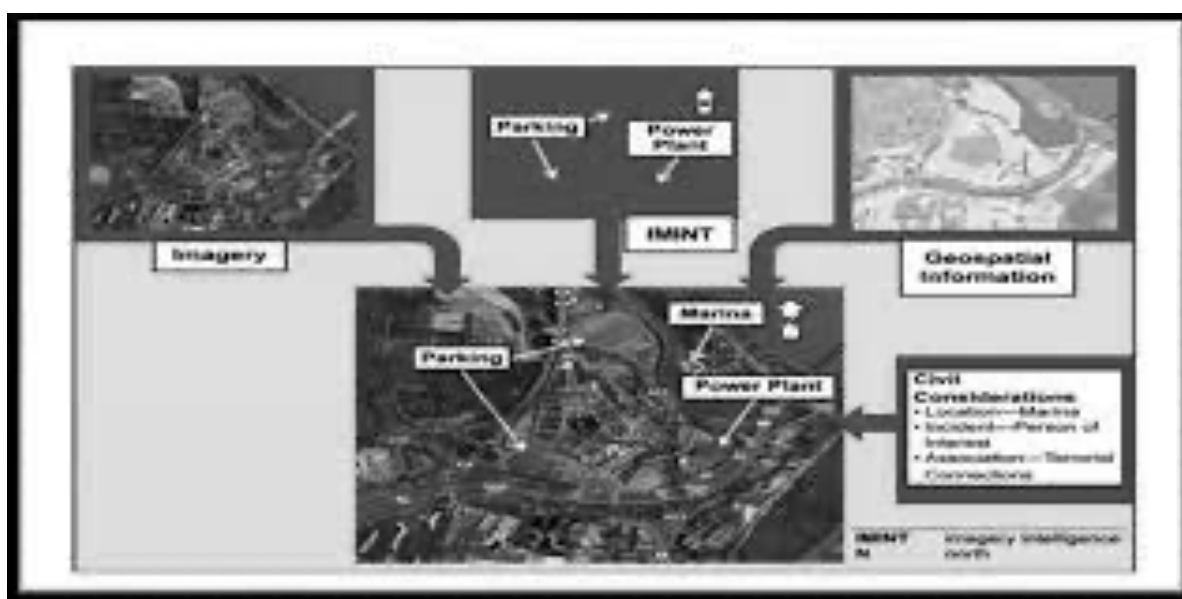 Parking
Power
Plant
IMINT
Imagery
Geospatial
Information
Marina
Parking
Power Plant
Civil
Considerations
• Location—Marina
• Incident—Person of
Interest
• Association—Terrorist
Connections
IMINT imagery intelligence
N north